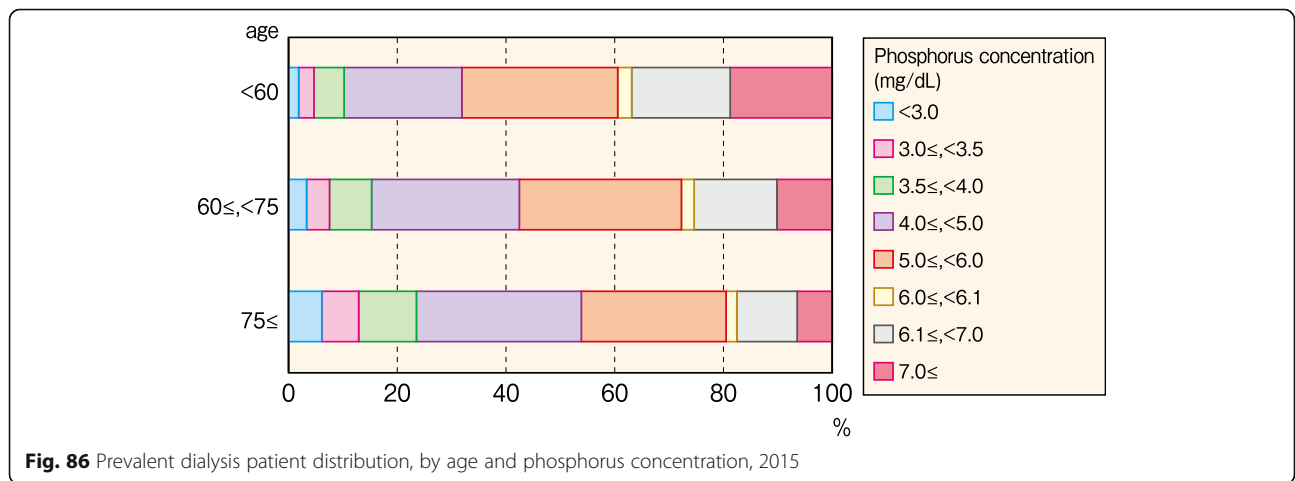 age
<60
60≤,<75
75≤
0 20 40 60 80 100
%
Phosphorus concentration
(mg/dL)
<3.0
3.0≤,<3.5
3.5≤,<4.0
4.0≤,<5.0
5.0≤,<6.0
6.0≤,<6.1
6.1≤,<7.0
7.0≤
Fig. 86 Prevalent dialysis patient distribution, by age and phosphorus concentration, 2015